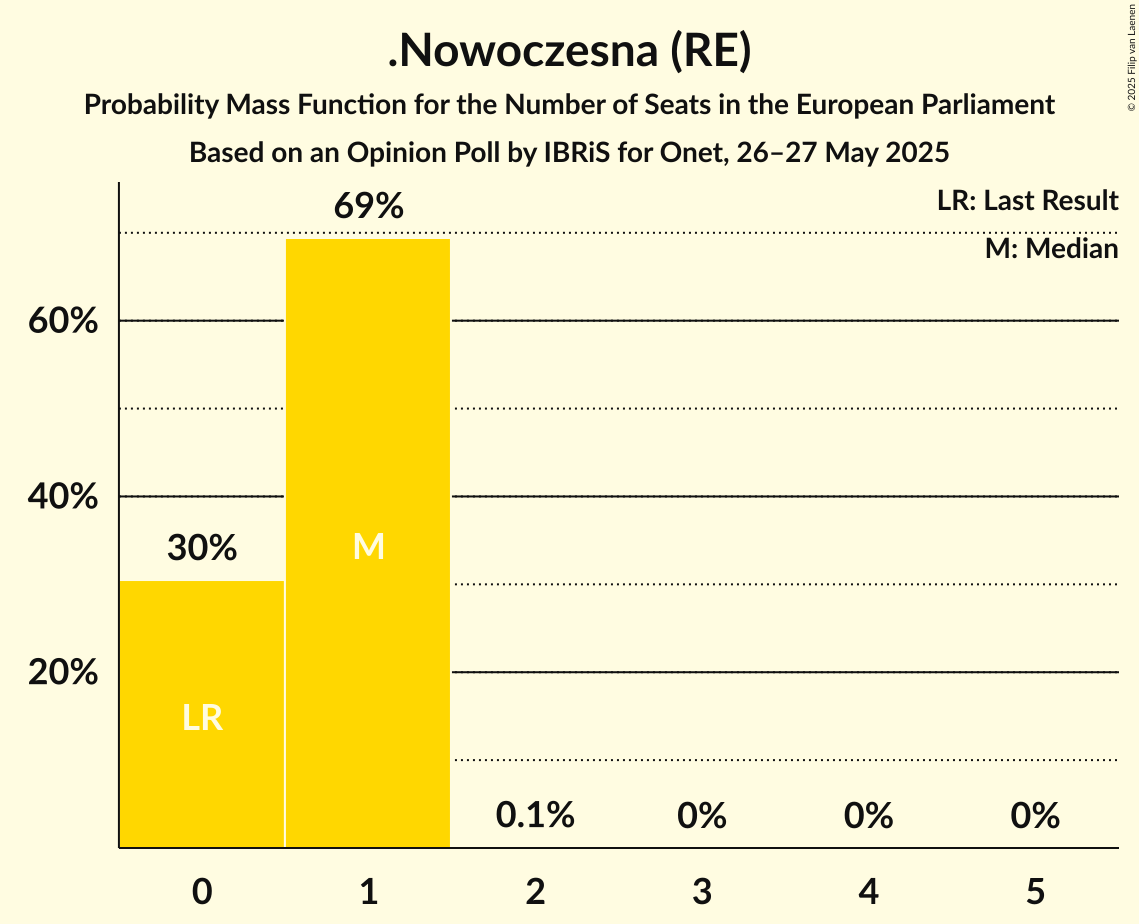 .Nowoczesna (RE)
Probability Mass Function for the Number of Seats in the European Parliament
Based on an Opinion Poll by IBRiS for Onet, 26–27 May 2025
© 2025 Filip van Laenen
LR: Last Result
M: Median
69%
60%
40%
30%
M
20%
LR
0.1%
0%
0%
0%
0
1
2
3
4
5